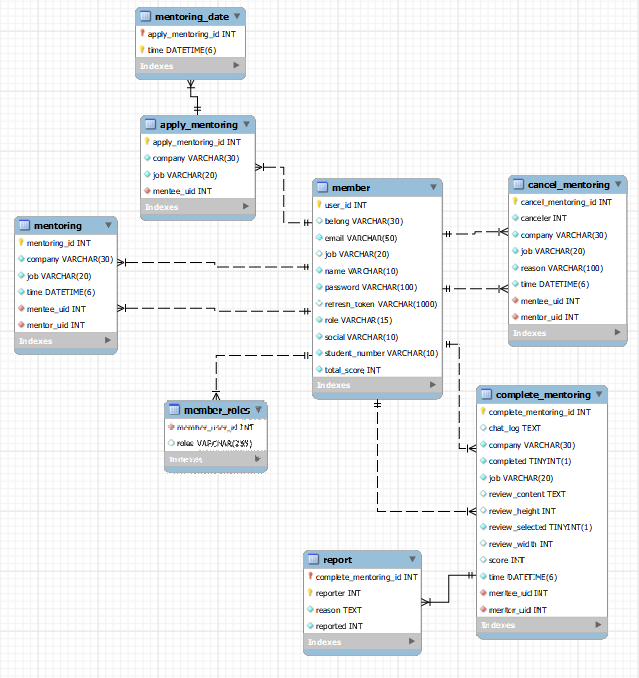 mentoring_date
apply_mentoring_id INT
time DATETIME(6)
Indexes
apply_mentoring
apply_mentoring_id INT
company VARCHAR(30)
job VARCHAR(20)
mentee_uid INT
Indexes
member
user_id INT
belong VARCHAR(30)
email VARCHAR(50)
job VARCHAR(20)
name VARCHAR(10)
password VARCHAR(100)
refresh_token VARCHAR(1000)
role VARCHAR(15)
social VARCHAR(10)
student_number VARCHAR(10)
total_score INT
Indexes
cancel_mentoring
cancel_mentoring_id INT
canceler INT
company VARCHAR(30)
job VARCHAR(20)
reason VARCHAR(100)
time DATETIME(6)
mentee_uid INT
mentor_uid INT
Indexes
mentoring
mentoring_id INT
company VARCHAR(30)
job VARCHAR(20)
time DATETIME(6)
mentee_uid INT
mentor_uid INT
Indexes
member_roles
member_user_id INT
roles VARCHAR(255)
Indexes
complete_mentoring
complete_mentoring_id INT
chat_log TEXT
company VARCHAR(30)
completed TINYINT(1)
job VARCHAR(20)
review_content TEXT
review_height INT
review_selected TINYINT(1)
review_width INT
score INT
time DATETIME(6)
mentee_uid INT
mentor_uid INT
Indexes
report
complete_mentoring_id INT
reporter INT
reason TEXT
reported INT
Indexes